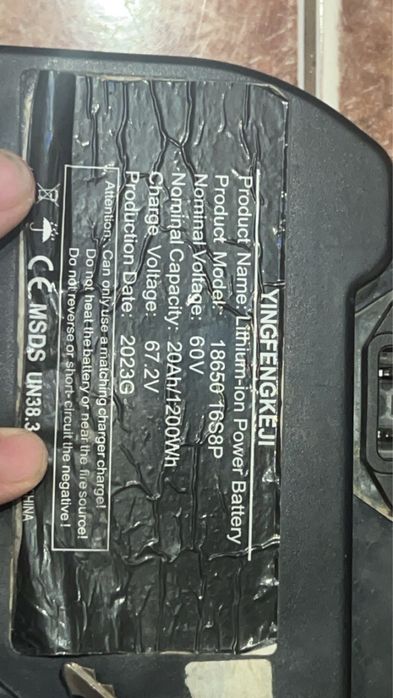 YINGFENGKEJI
Product Name: Lithium-ion Power Battery
Product Model: 18650 16S8P
Nominal Voltage: 60V
Nominal Capacity: 20Ah/1200Wh
Charge Voltage: 67.2V
Production Date: 2023G
Attention: Can only use a matching charger charge!
Do not heat the battery or near the fire source!
Do not reverse or short-circuit the negative!
CE MSDS UN38.3